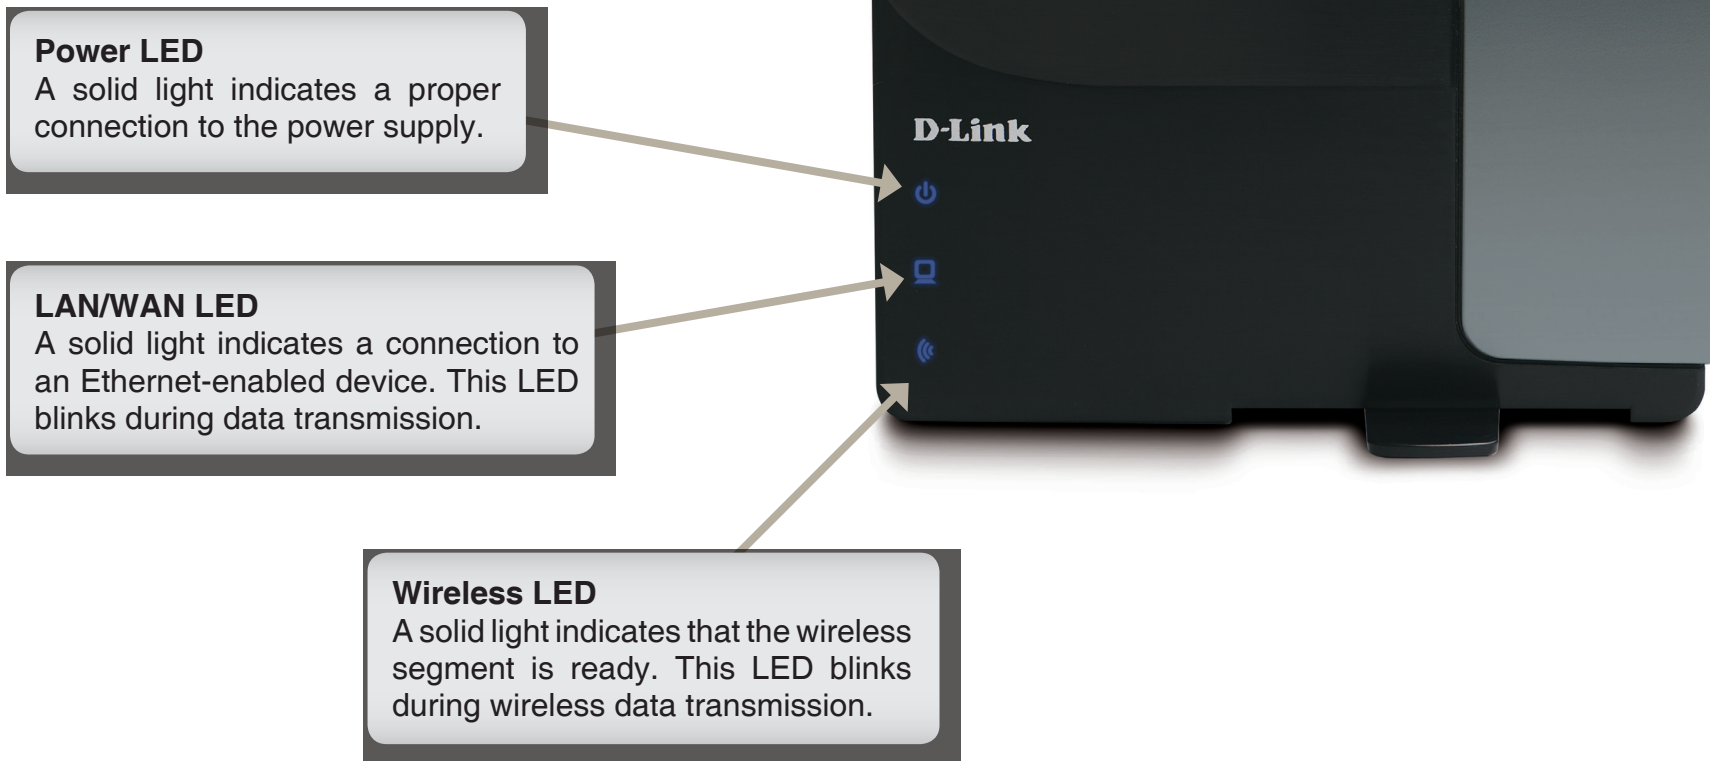 Power LED
A solid light indicates a proper
connection to the power supply.
D-Link
LAN/WAN LED
A solid light indicates a connection to
an Ethernet-enabled device. This LED
blinks during data transmission.
Wireless LED
A solid light indicates that the wireless
segment is ready. This LED blinks
during wireless data transmission.